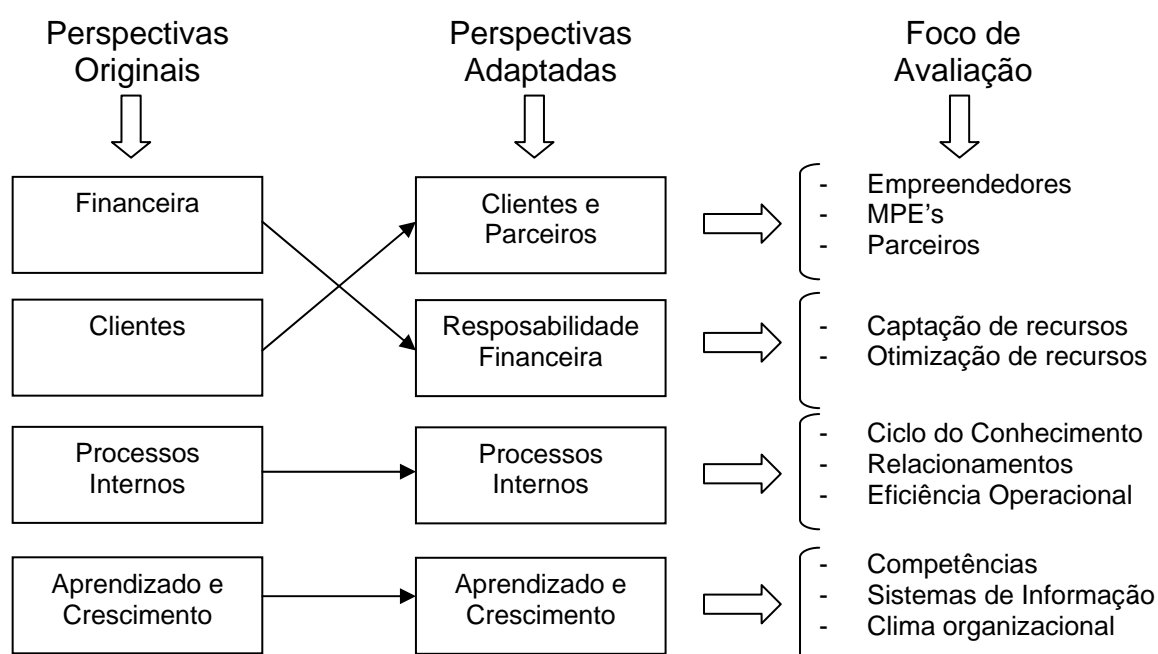 Perspectivas
Originais
Perspectivas
Adaptadas
Foco de
Avaliação
Financeira
Clientes e
Parceiros
- Empreendedores
- MPE's
- Parceiros
Clientes
Resposabilidade
Financeira
- Captação de recursos
- Otimização de recursos
Processos
Internos
Processos
Internos
- Ciclo do Conhecimento
- Relacionamentos
- Eficiência Operacional
Aprendizado e
Crescimento
Aprendizado e
Crescimento
- Competências
- Sistemas de Informação
- Clima organizacional